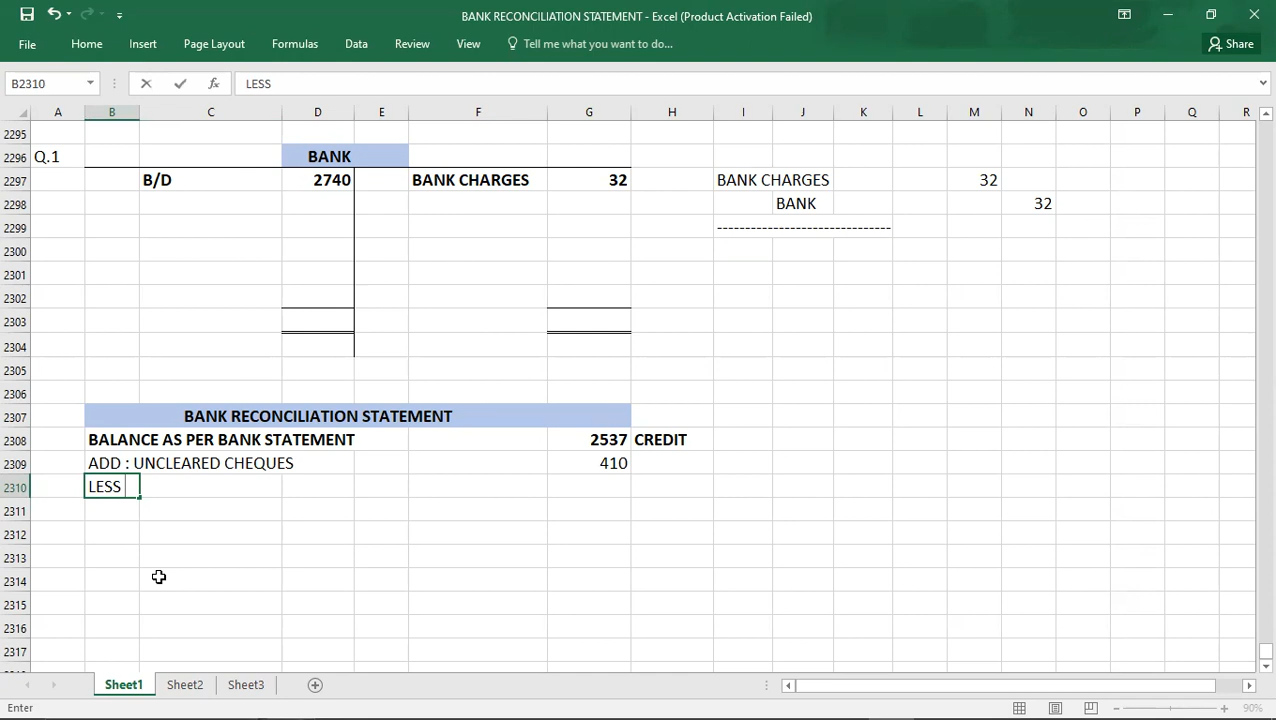 BANK RECONCILIATION STATEMENT - Excel (Product Activation Failed)
File Home Insert Page Layout Formulas Data Review View Tell me what you want to do... Share
B2310 fx LESS
A B C D E F G H I J K L M N O P Q R
2295
2296 Q.1 BANK
2297 B/D 2740 BANK CHARGES 32 BANK CHARGES 32
2298 BANK 32
2299 -------------------------------
2300
2301
2302
2303
2304
2305
2306
2307 BANK RECONCILIATION STATEMENT
2308 BALANCE AS PER BANK STATEMENT 2537 CREDIT
2309 ADD : UNCLEARED CHEQUES 410
2310 LESS
2311
2312
2313
2314
2315
2316
2317
Sheet1 Sheet2 Sheet3
Enter 90%